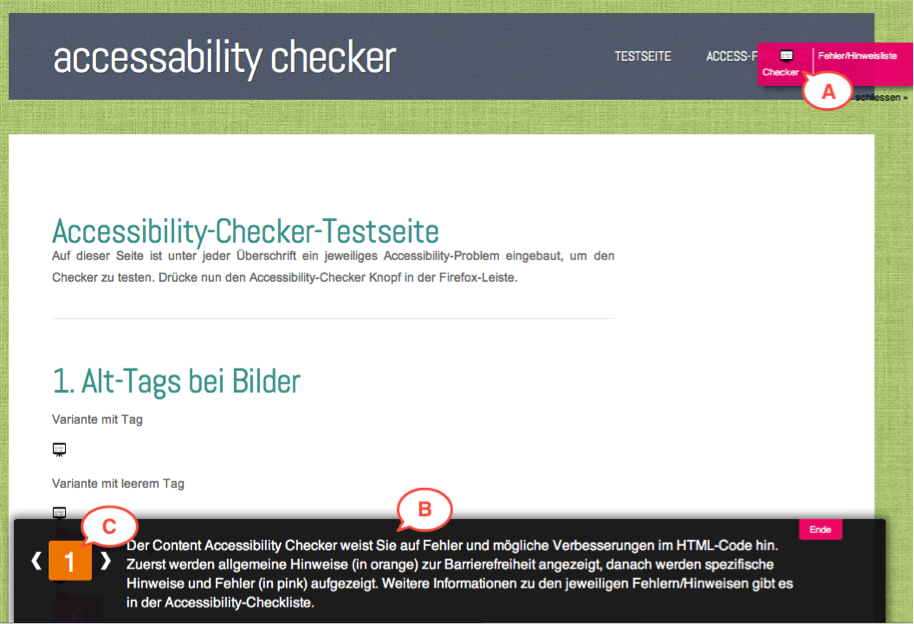 accessability checker
TESTSEITE
ACCESS-F
Checker
Fehler/Hinweisliste
A
schliessen »
Accessibility-Checker-Testseite
Auf dieser Seite ist unter jeder Überschrift ein jeweiliges Accessibility-Problem eingebaut, um den
Checker zu testen. Drücke nun den Accessibility-Checker Knopf in der Firefox-Leiste.
1. Alt-Tags bei Bilder
Variante mit Tag
Variante mit leerem Tag
B
C
Ende
‹ 1 ›
Der Content Accessibility Checker weist Sie auf Fehler und mögliche Verbesserungen im HTML-Code hin.
Zuerst werden allgemeine Hinweise (in orange) zur Barrierefreiheit angezeigt, danach werden spezifische
Hinweise und Fehler (in pink) aufgezeigt. Weitere Informationen zu den jeweiligen Fehlern/Hinweisen gibt es
in der Accessibility-Checkliste.